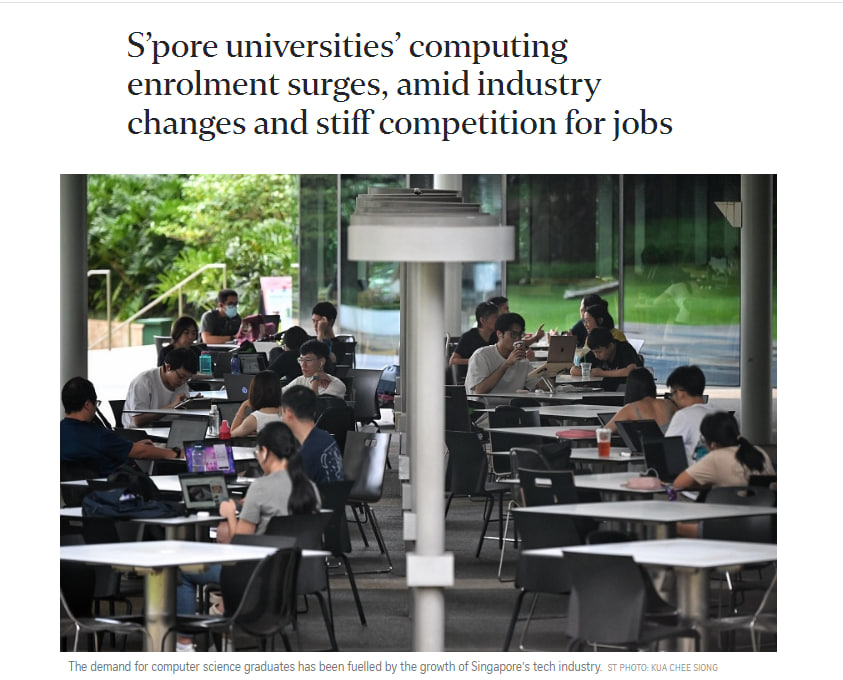 S’pore universities’ computing
enrolment surges, amid industry
changes and stiff competition for jobs
The demand for computer science graduates has been fuelled by the growth of Singapore's tech industry. ST PHOTO: KUA CHEE SIONG